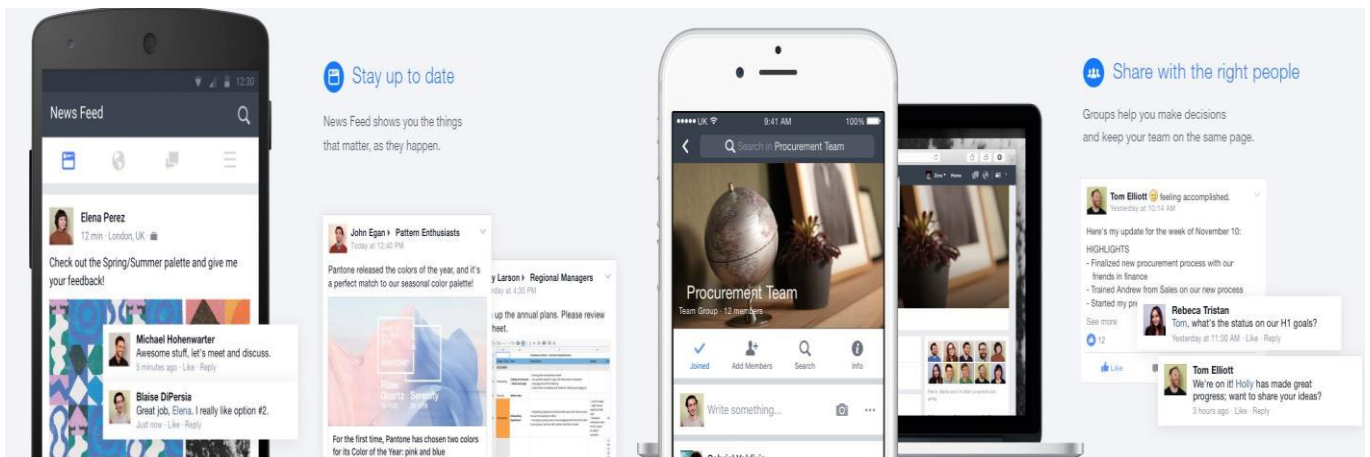 12:30
News Feed
Elena Perez
12 min · London, UK ·
Check out the Spring/Summer palette and give me
your feedback!
Michael Hohenwarter
Awesome stuff, let's meet and discuss.
5 minutes ago · Like · Reply
Blaise DiPersia
Great job, Elena. I really like option #2.
Just now · Like · Reply
Stay up to date
News Feed shows you the things
that matter, as they happen.
John Egan ▸ Pattern Enthusiasts
Today at 12:40 PM
Pantone released the colors of the year, and it's
a perfect match to our seasonal color palette!
Rose
Quartz
Serenity
For the first time, Pantone has chosen two colors
for its Color of the Year: pink and blue
y Larson ▸ Regional Managers
rday at 4:30 PM
up the annual plans. Please review
heet.
UK
9:41 AM
100%
Search in Procurement Team
Procurement Team
Team Group · 12 members
Joined
Add Members
Search
Info
Write something...
Home
Share with the right people
Groups help you make decisions
and keep your team on the same page.
Tom Elliott feeling accomplished.
Yesterday at 10:14 AM
Here's my update for the week of November 10:
HIGHLIGHTS
- Finalized new procurement process with our
friends in finance
- Trained Andrew from Sales on our new process
- Started my pre
See more
12
Like
Rebeca Tristan
Tom, what's the status on our H1 goals?
Yesterday at 11:30 AM · Like · Reply
Tom Elliott
We're on it! Holly has made great
progress; want to share your ideas?
3 hours ago · Like · Reply